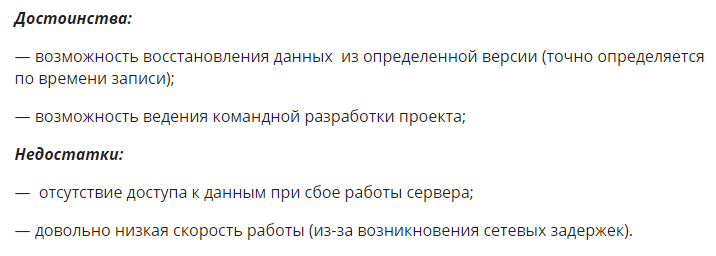 Достоинства:
— возможность восстановления данных  из определенной версии (точно определяется
по времени записи);
— возможность ведения командной разработки проекта;
Недостатки:
—  отсутствие доступа к данным при сбое работы сервера;
— довольно низкая скорость работы (из-за возникновения сетевых задержек).